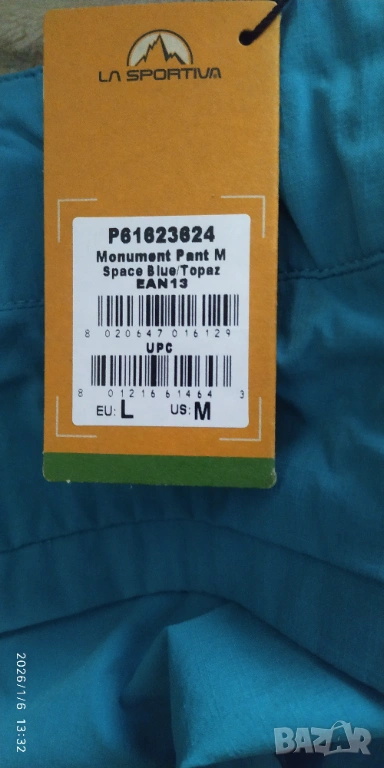 LA SPORTIVA
P61623624
Monument Pant M
Space Blue/Topaz
EAN13
8 020647 016129
UPC
8 01216 61464 3
EU: L US: M
2026/1/6 13:32
BAZAR